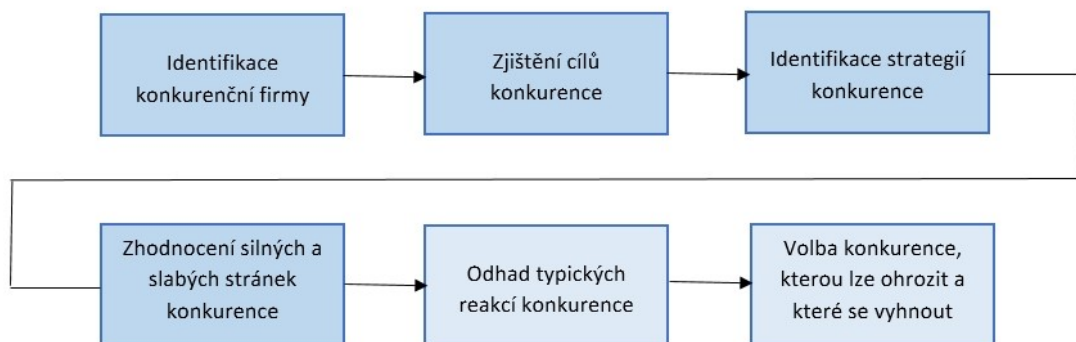 Identifikace
konkurenční firmy
Zjištění cílů
konkurence
Identifikace strategií
konkurence
Zhodnocení silných a
slabých stránek
konkurence
Odhad typických
reakcí konkurence
Volba konkurence,
kterou lze ohrozit a
které se vyhnout